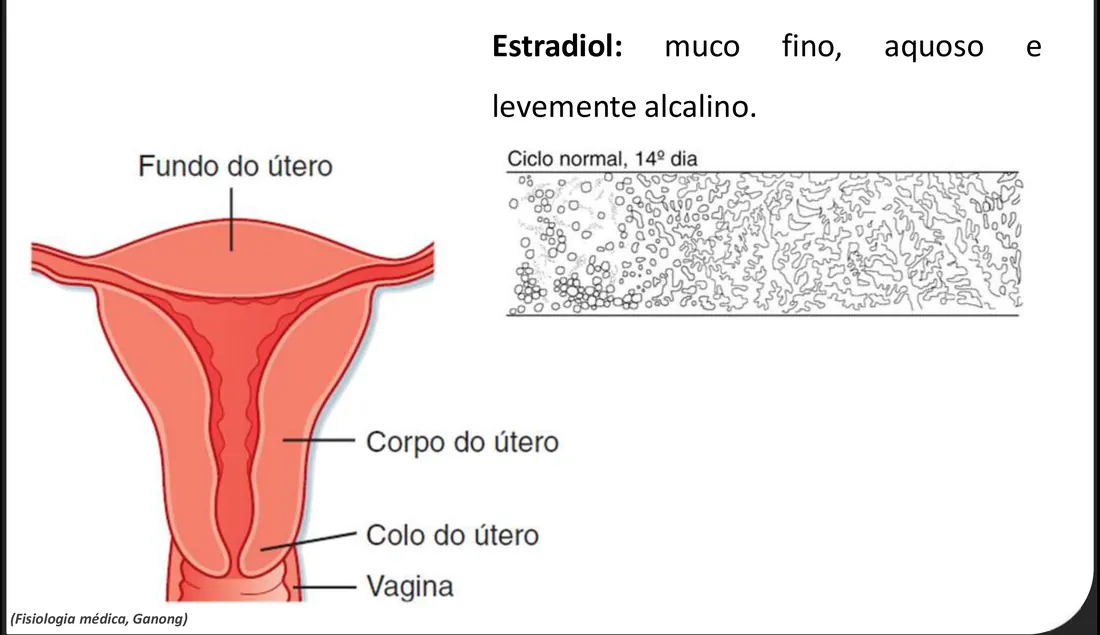 Estradiol: muco fino, aquoso e
levemente alcalino.
Ciclo normal, 14º dia
Fundo do útero
Corpo do útero
Colo do útero
Vagina
(Fisiologia médica, Ganong)